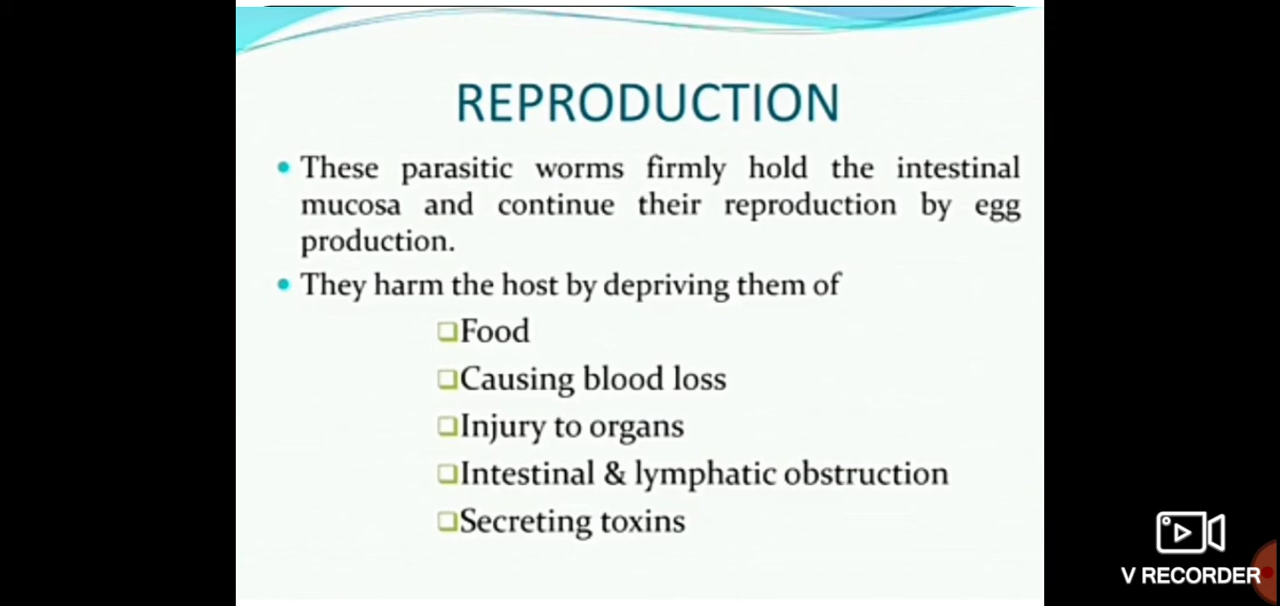 REPRODUCTION
• These parasitic worms firmly hold the intestinal
mucosa and continue their reproduction by egg
production.
• They harm the host by depriving them of
❑Food
❑Causing blood loss
❑Injury to organs
❑Intestinal & lymphatic obstruction
❑Secreting toxins
V RECORDER